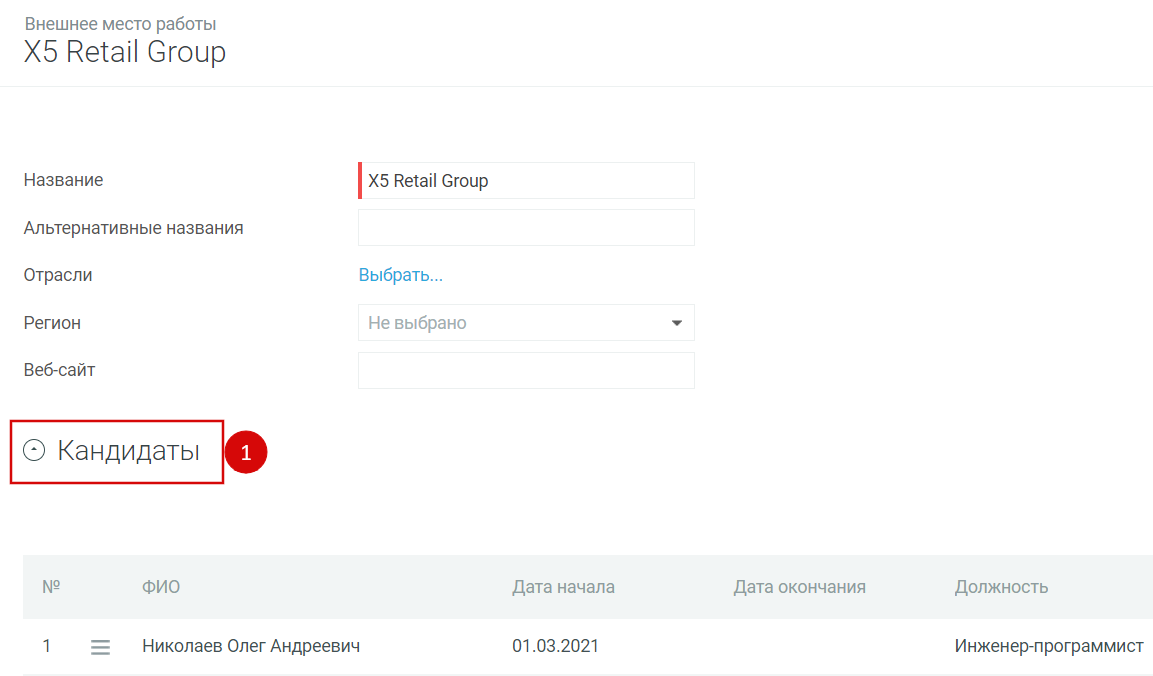 Внешнее место работы
X5 Retail Group
Название X5 Retail Group
Альтернативные названия
Отрасли Выбрать...
Регион Не выбрано
Веб-сайт
Кандидаты 1
№ ФИО Дата начала Дата окончания Должность
1 Николаев Олег Андреевич 01.03.2021 Инженер-программист